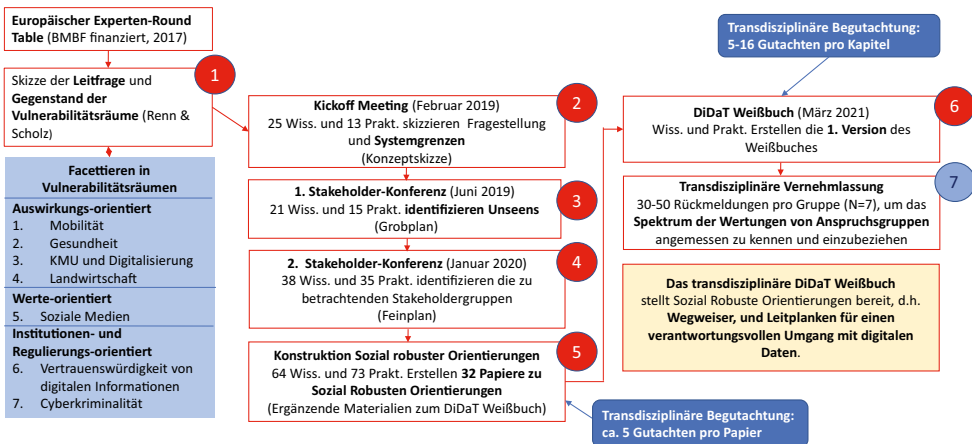 Europäischer Experten-Round
Table (BMBF finanziert, 2017)
1
Skizze der Leitfrage und
Gegenstand der
Vulnerabilitätsräume (Renn &
Scholz)
Facettieren in
Vulnerabilitätsräumen
Auswirkungs-orientiert
1. Mobilität
2. Gesundheit
3. KMU und Digitalisierung
4. Landwirtschaft
Werte-orientiert
5. Soziale Medien
Institutionen- und
Regulierungs-orientiert
6. Vertrauenswürdigkeit von
digitalen Informationen
7. Cyberkriminalität
2
Kickoff Meeting (Februar 2019)
25 Wiss. und 13 Prakt. skizzieren Fragestellung
und Systemgrenzen
(Konzeptskizze)
3
1. Stakeholder-Konferenz (Juni 2019)
21 Wiss. und 15 Prakt. identifizieren Unseens
(Grobplan)
4
2. Stakeholder-Konferenz (Januar 2020)
38 Wiss. und 35 Prakt. identifizieren die zu
betrachtenden Stakeholdergruppen
(Feinplan)
5
Konstruktion Sozial robuster Orientierungen
64 Wiss. und 73 Prakt. Erstellen 32 Papiere zu
Sozial Robusten Orientierungen
(Ergänzende Materialien zum DiDaT Weißbuch)
Transdisziplinäre Begutachtung:
ca. 5 Gutachten pro Papier
Transdisziplinäre Begutachtung:
5-16 Gutachten pro Kapitel
6
DiDaT Weißbuch (März 2021)
Wiss. und Prakt. Erstellen die 1. Version des
Weißbuches
7
Transdisziplinäre Vernehmlassung
30-50 Rückmeldungen pro Gruppe (N=7), um das
Spektrum der Wertungen von Anspruchsgruppen
angemessen zu kennen und einzubeziehen
Das transdisziplinäre DiDaT Weißbuch
stellt Sozial Robuste Orientierungen bereit, d.h.
Wegweiser, und Leitplanken für einen
verantwortungsvollen Umgang mit digitalen
Daten.